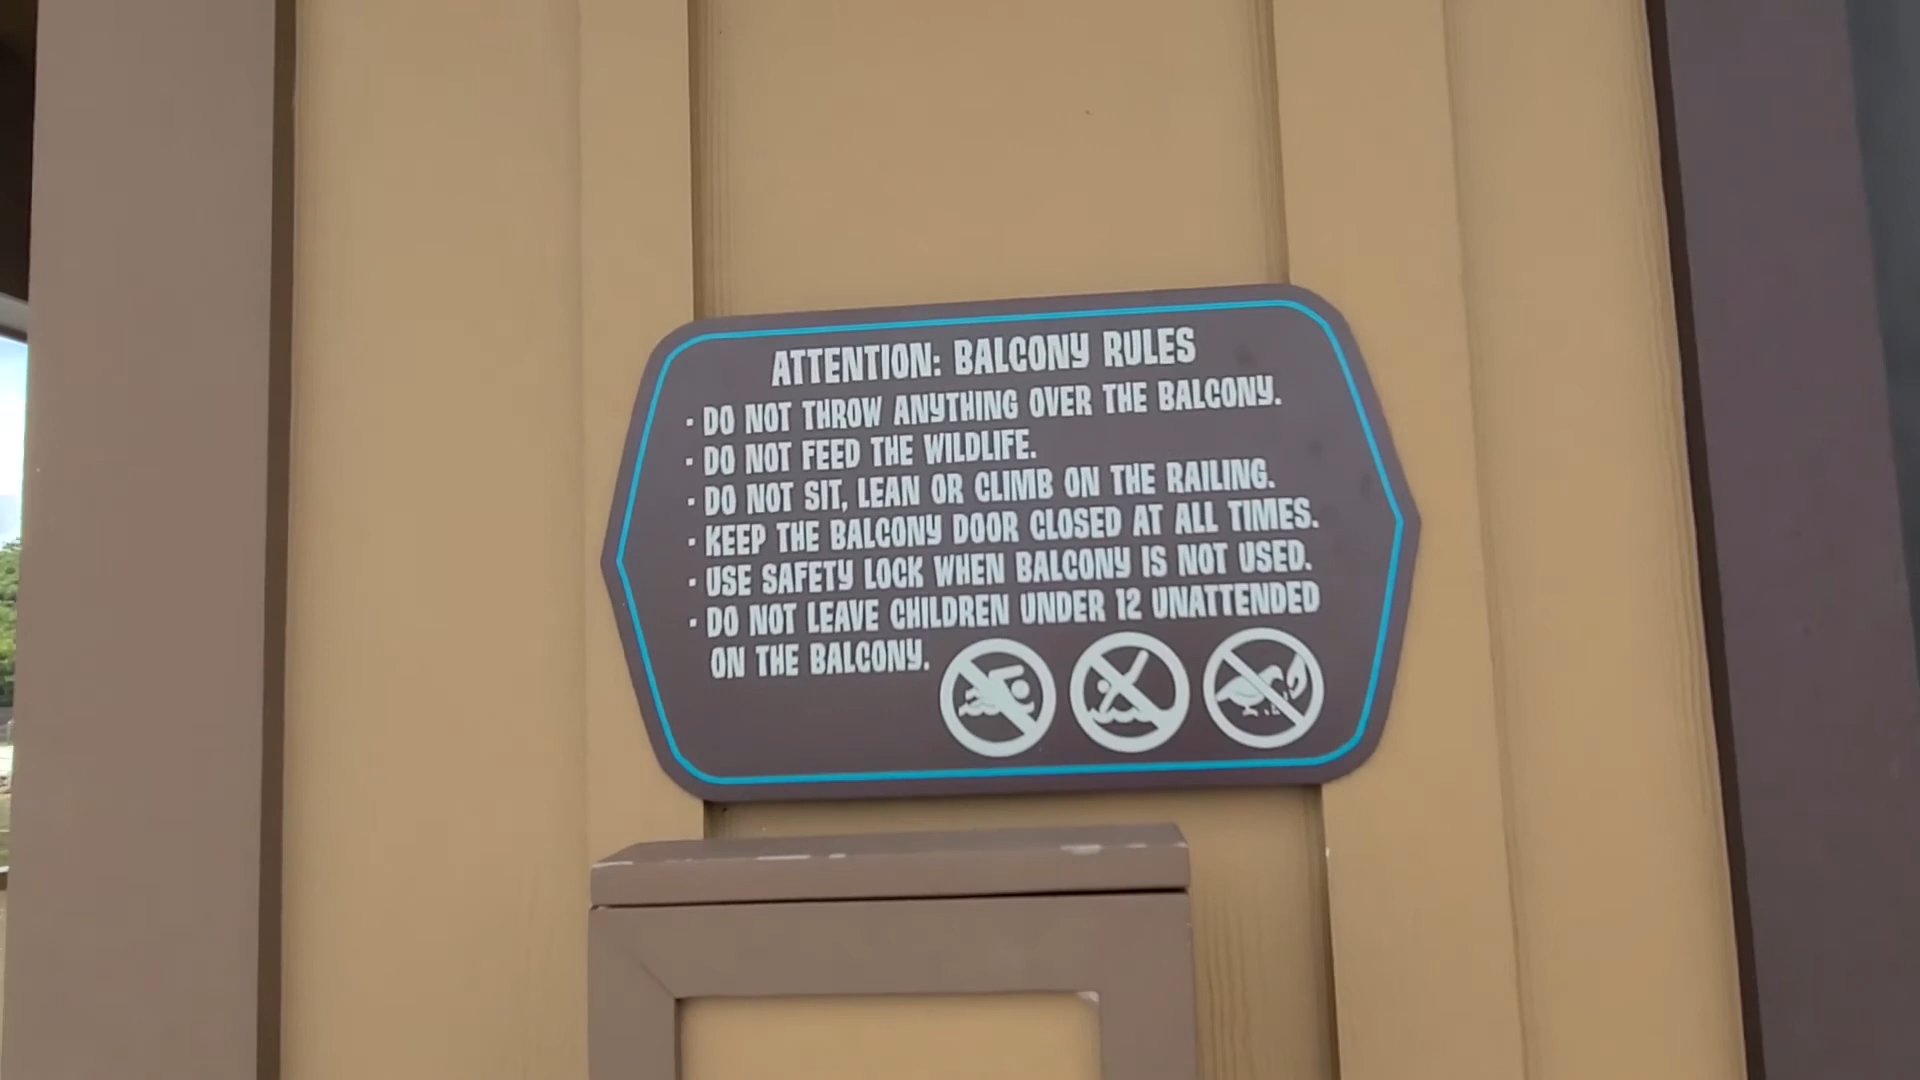 ATTENTION: BALCONY RULES
· DO NOT THROW ANYTHING OVER THE BALCONY.
· DO NOT FEED THE WILDLIFE.
· DO NOT SIT, LEAN OR CLIMB ON THE RAILING.
· KEEP THE BALCONY DOOR CLOSED AT ALL TIMES.
· USE SAFETY LOCK WHEN BALCONY IS NOT USED.
· DO NOT LEAVE CHILDREN UNDER 12 UNATTENDED
ON THE BALCONY.